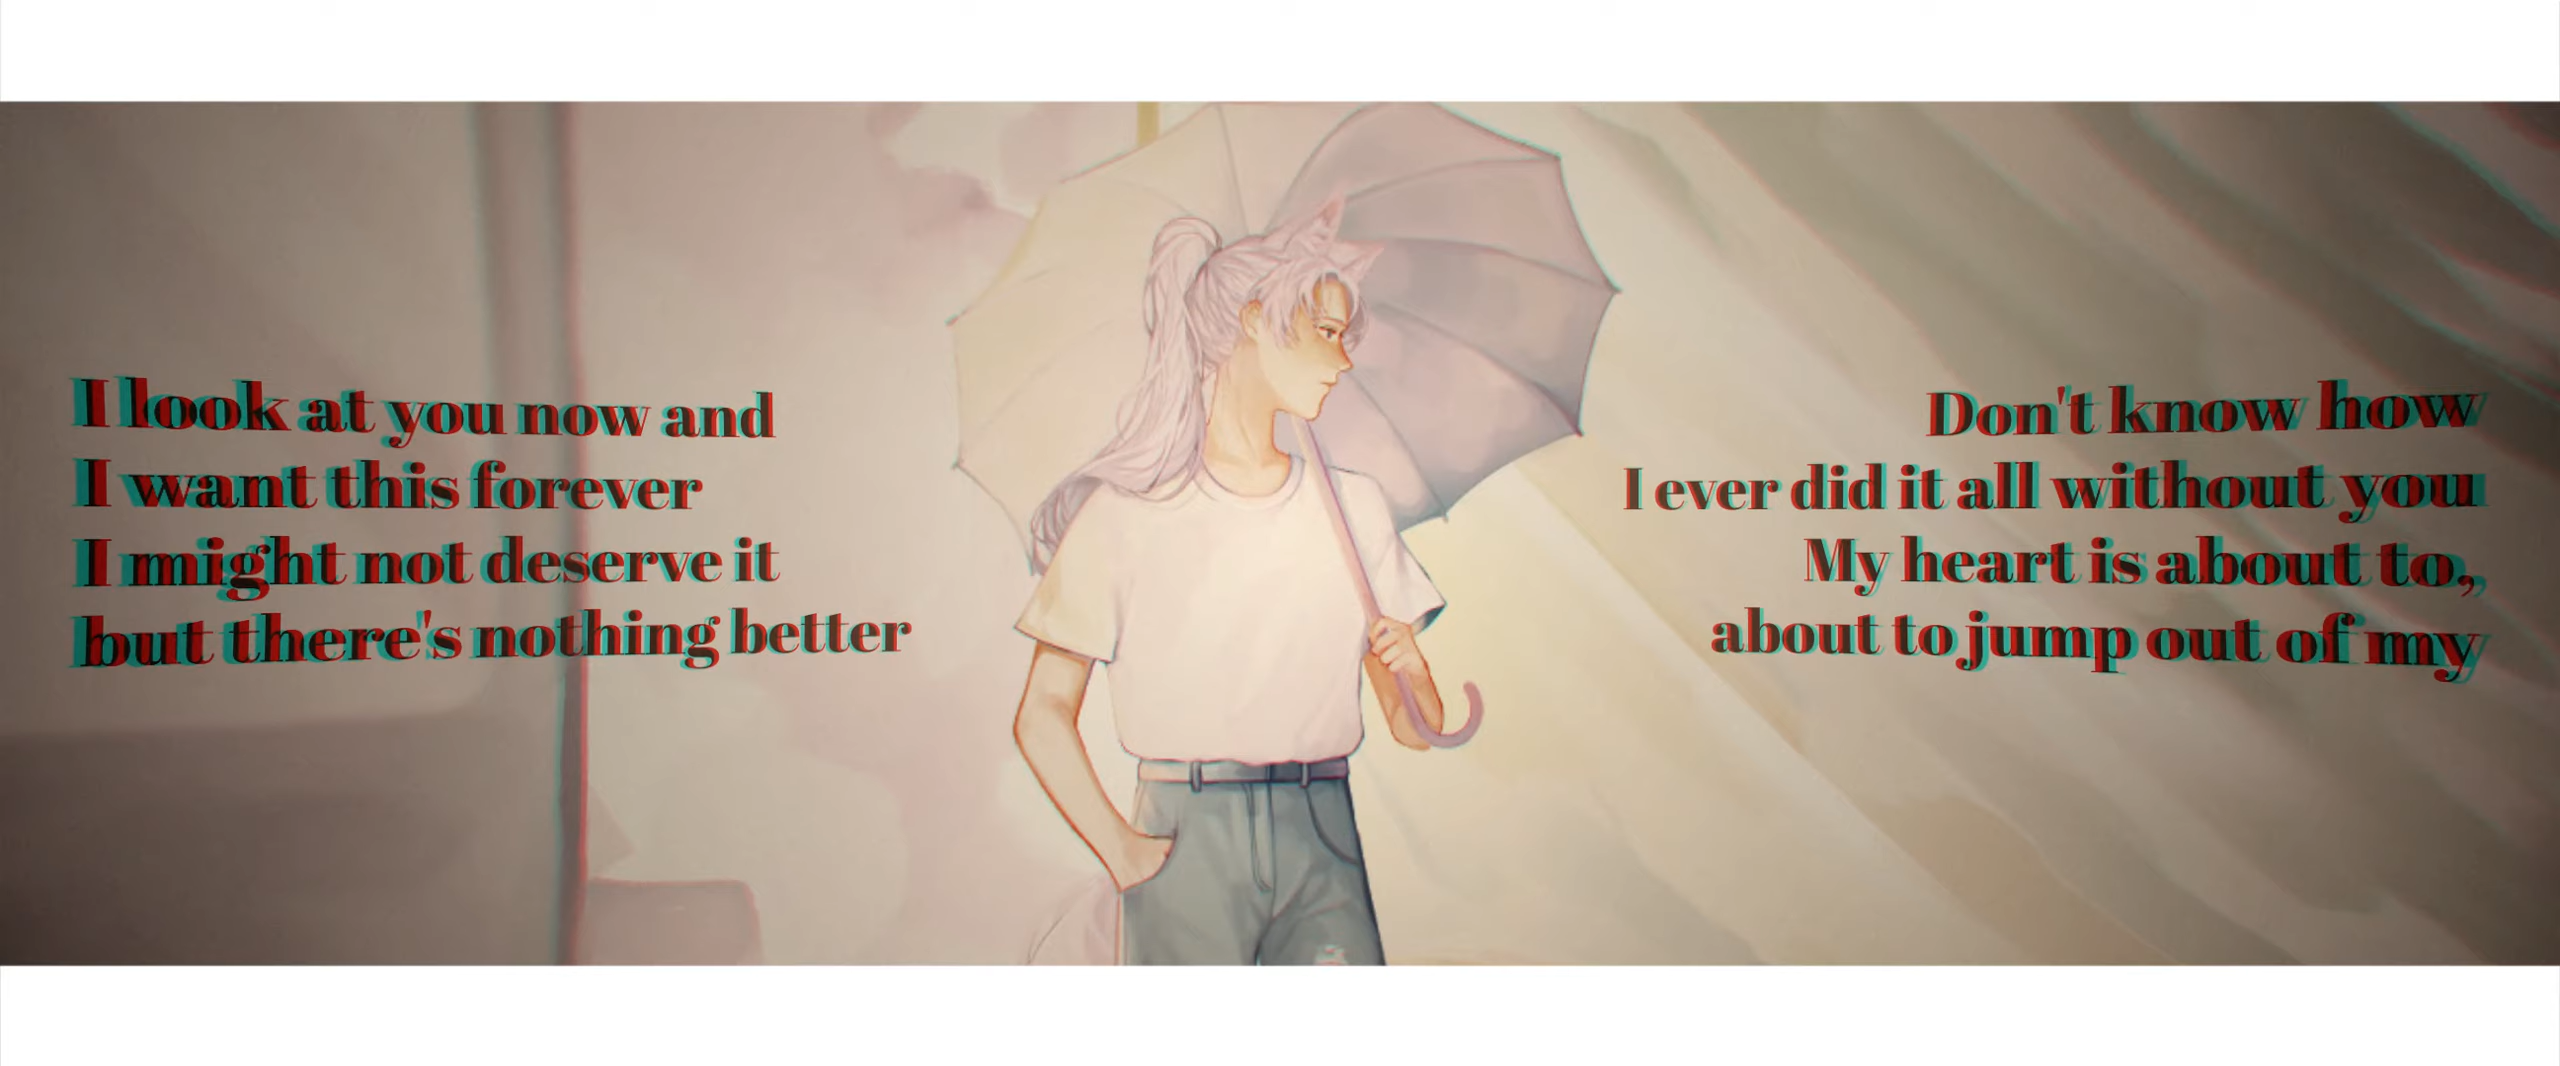 I look at you now and
I want this forever
I might not deserve it
but there's nothing better
Don't know how
I ever did it all without you
My heart is about to,
about to jump out of my